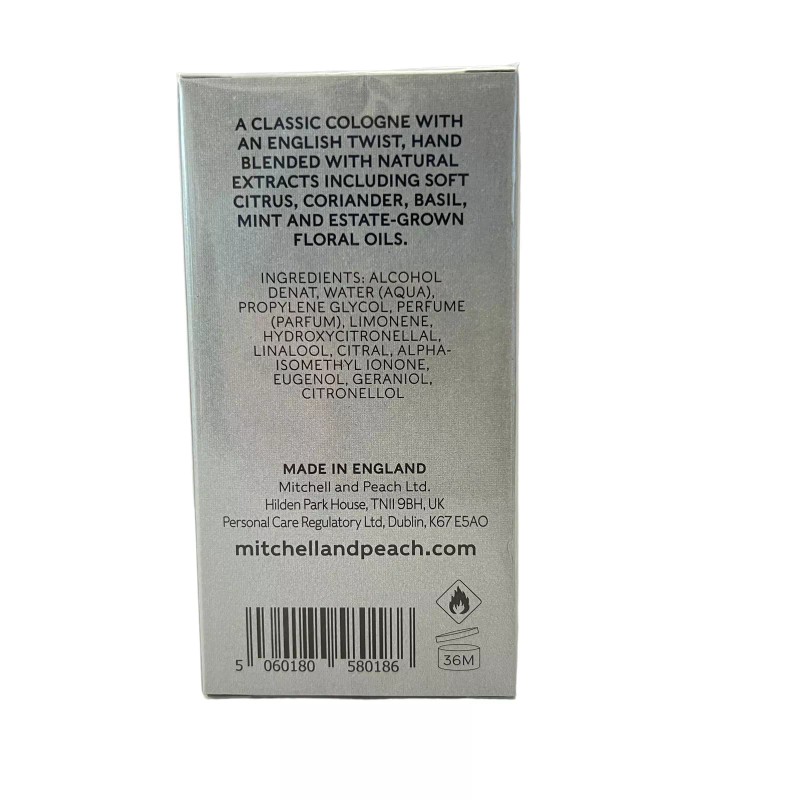 A CLASSIC COLOGNE WITH
AN ENGLISH TWIST, HAND
BLENDED WITH NATURAL
EXTRACTS INCLUDING SOFT
CITRUS, CORIANDER, BASIL,
MINT AND ESTATE-GROWN
FLORAL OILS.
INGREDIENTS: ALCOHOL
DENAT, WATER (AQUA),
PROPYLENE GLYCOL, PERFUME
(PARFUM), LIMONENE,
HYDROXYCITRONELLAL,
LINALOOL, CITRAL, ALPHA-
ISOMETHYL IONONE,
EUGENOL, GERANIOL,
CITRONELLOL
MADE IN ENGLAND
Mitchell and Peach Ltd.
Hilden Park House, TN11 9BH, UK
Personal Care Regulatory Ltd, Dublin, K67 E5A0
mitchellandpeach.com
36M
5 060180 580186